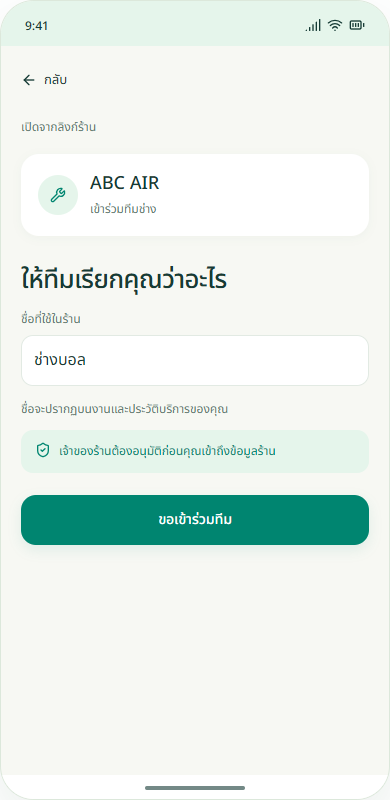 9:41
กลับ
เปิดจากลิงก์ร้าน
ABC AIR
เข้าร่วมทีมช่าง
ให้ทีมเรียกคุณว่าอะไร
ชื่อที่ใช้ในร้าน
ช่างบอล
ชื่อจะปรากฏบนงานและประวัติบริการของคุณ
เจ้าของร้านต้องอนุมัติก่อนคุณเข้าถึงข้อมูลร้าน
ขอเข้าร่วมทีม